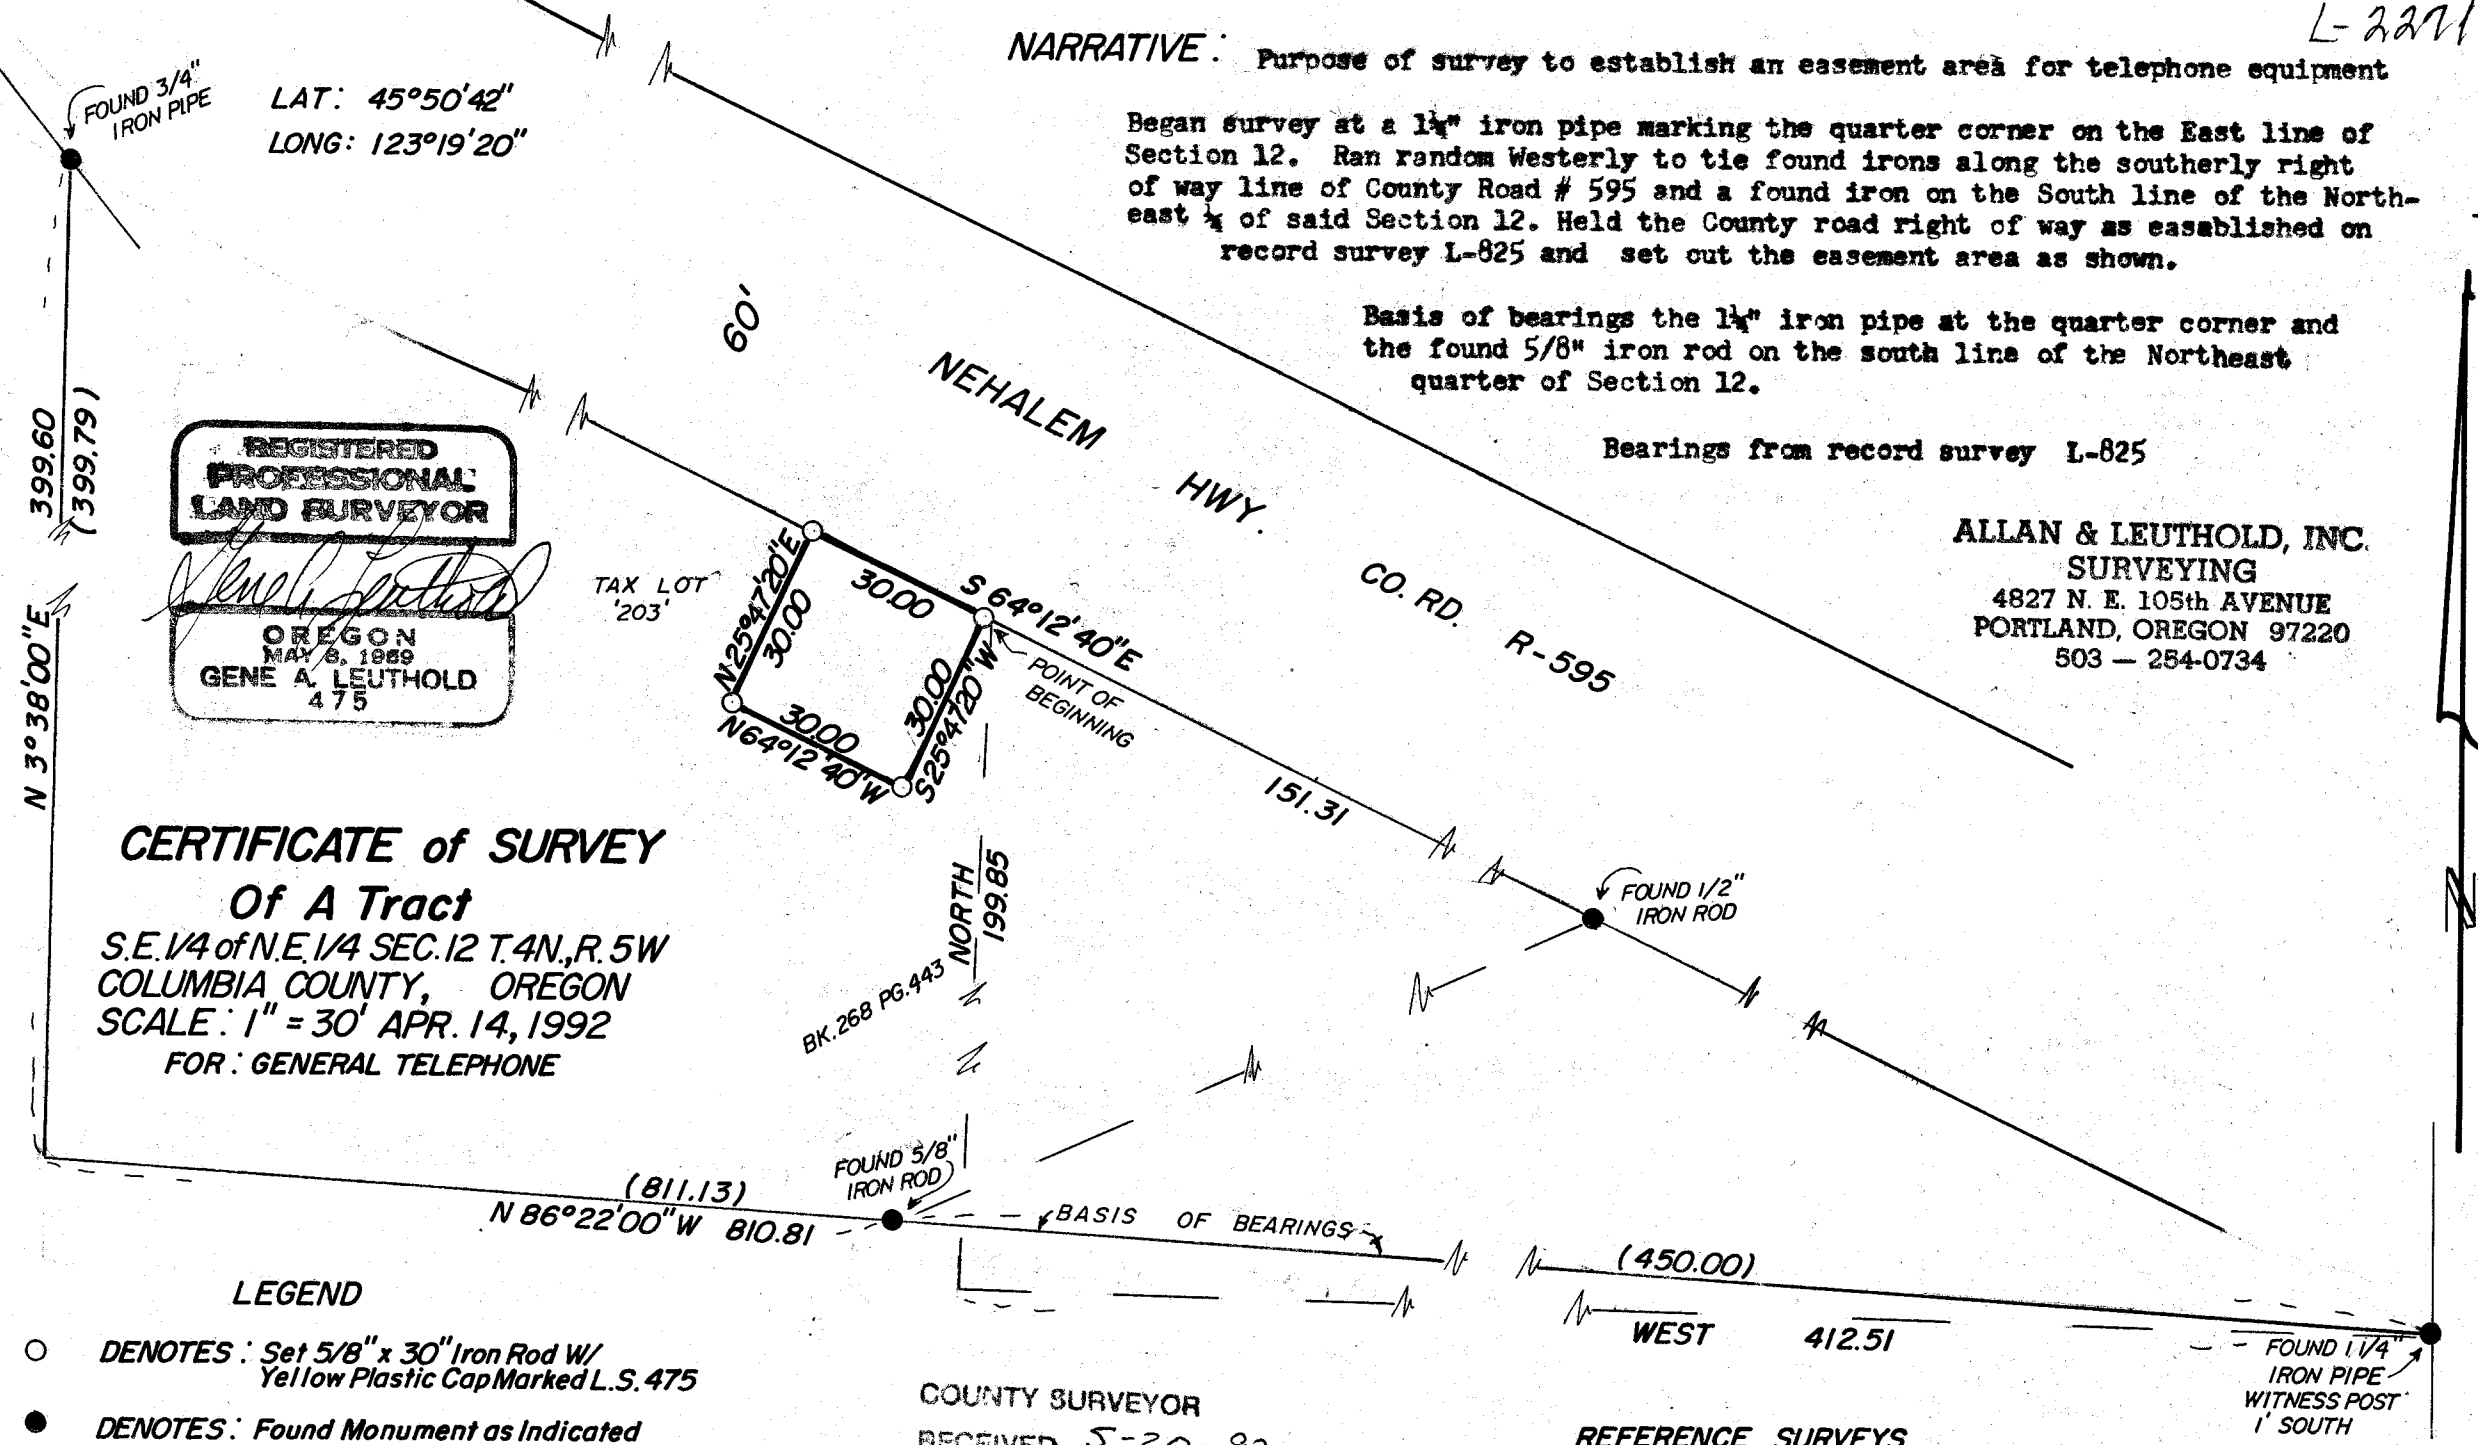 L-2271
NARRATIVE: Purpose of survey to establish an easement area for telephone equipment
Began survey at a 1¼" iron pipe marking the quarter corner on the East line of
Section 12. Ran random Westerly to tie found irons along the southerly right
of way line of County Road # 595 and a found iron on the South line of the North-
east ¼ of said Section 12. Held the County road right of way as easablished on
record survey L-825 and set out the easement area as shown.
Basis of bearings the 1¼" iron pipe at the quarter corner and
the found 5/8" iron rod on the south line of the Northeast
quarter of Section 12.
Bearings from record survey L-825
ALLAN & LEUTHOLD, INC.
SURVEYING
4827 N. E. 105th AVENUE
PORTLAND, OREGON 97220
503 — 254-0734
FOUND 3/4"
IRON PIPE
LAT: 45°50'42"
LONG: 123°19'20"
399.60
(399.79)
N 3°38'00"E
REGISTERED
PROFESSIONAL
LAND SURVEYOR
Gene A. Leuthold
OREGON
MAY 8, 1969
GENE A. LEUTHOLD
475
60'
NEHALEM
HWY.
CO. RD.
R-595
TAX LOT
'203'
N 25°47'20"E
30.00
30.00
S 64°12'40"E
30.00
S25°47'20"W
30.00
N64°12'40"W
POINT OF
BEGINNING
151.31
NORTH
199.85
BK.268 PG.443
FOUND 1/2"
IRON ROD
N
CERTIFICATE of SURVEY
Of A Tract
S.E.1/4 of N.E.1/4 SEC.12 T.4N.,R.5W
COLUMBIA COUNTY, OREGON
SCALE: 1" = 30' APR. 14, 1992
FOR: GENERAL TELEPHONE
FOUND 5/8"
IRON ROD
(811.13)
N 86°22'00"W 810.81
BASIS OF BEARINGS
(450.00)
WEST 412.51
FOUND 1 1/4"
IRON PIPE
WITNESS POST
1' SOUTH
LEGEND
DENOTES: Set 5/8" x 30" Iron Rod W/
Yellow Plastic Cap Marked L.S. 475
DENOTES: Found Monument as Indicated
COUNTY SURVEYOR
RECEIVED 5-20-92
REFERENCE SURVEYS